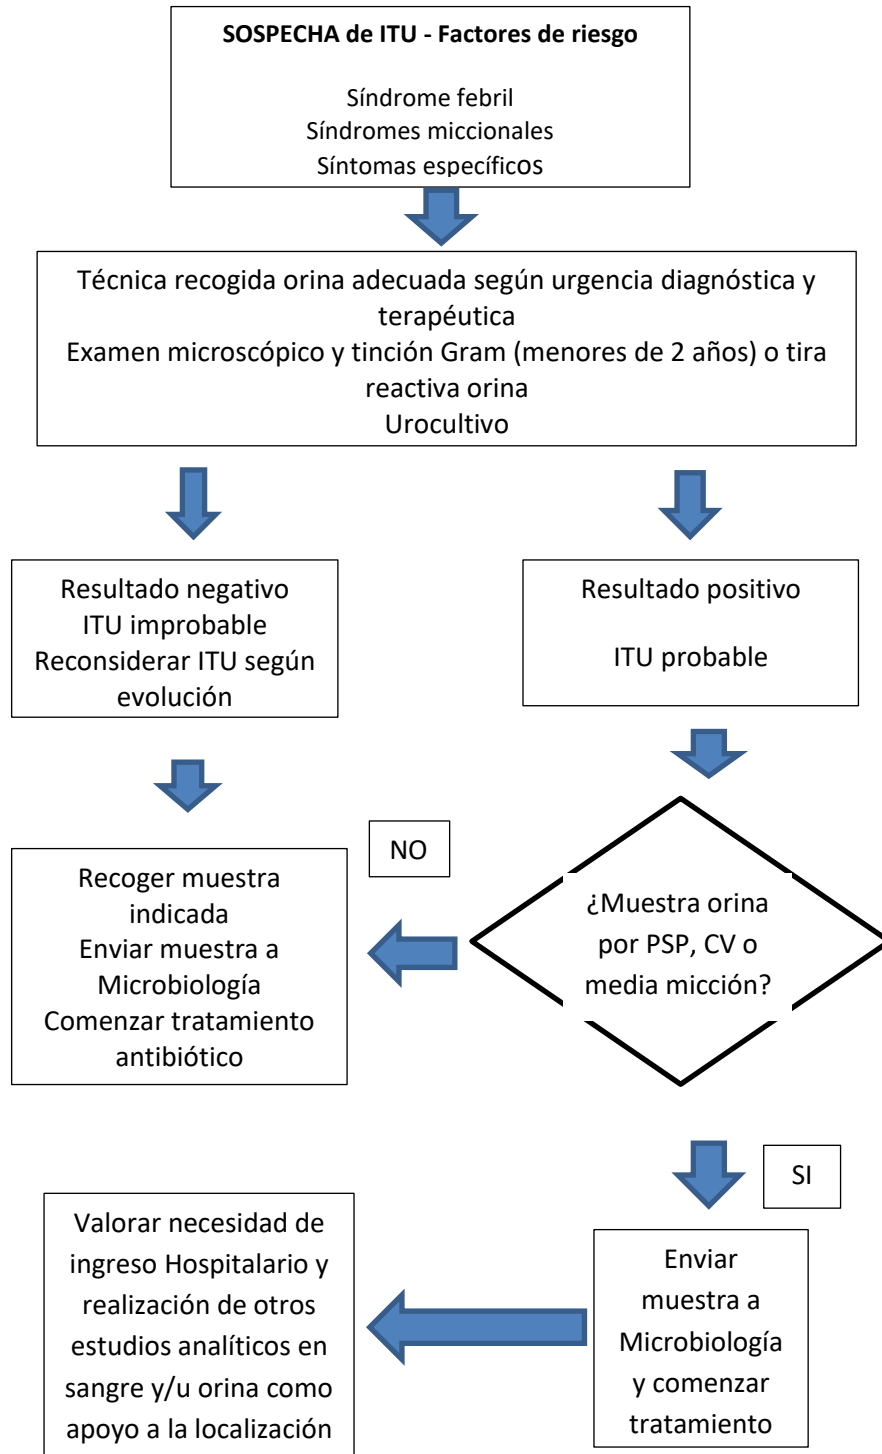 SOSPECHA de ITU - Factores de riesgo
Síndrome febril
Síndromes miccionales
Síntomas específicos
Técnica recogida orina adecuada según urgencia diagnóstica y
terapéutica
Examen microscópico y tinción Gram (menores de 2 años) o tira
reactiva orina
Urocultivo
Resultado negativo
ITU improbable
Reconsiderar ITU según
evolución
Resultado positivo
ITU probable
Recoger muestra
indicada
Enviar muestra a
Microbiología
Comenzar tratamiento
antibiótico
NO
¿Muestra orina
por PSP, CV o
media micción?
SI
Valorar necesidad de
ingreso Hospitalario y
realización de otros
estudios analíticos en
sangre y/u orina como
apoyo a la localización
Enviar
muestra a
Microbiología
y comenzar
tratamiento